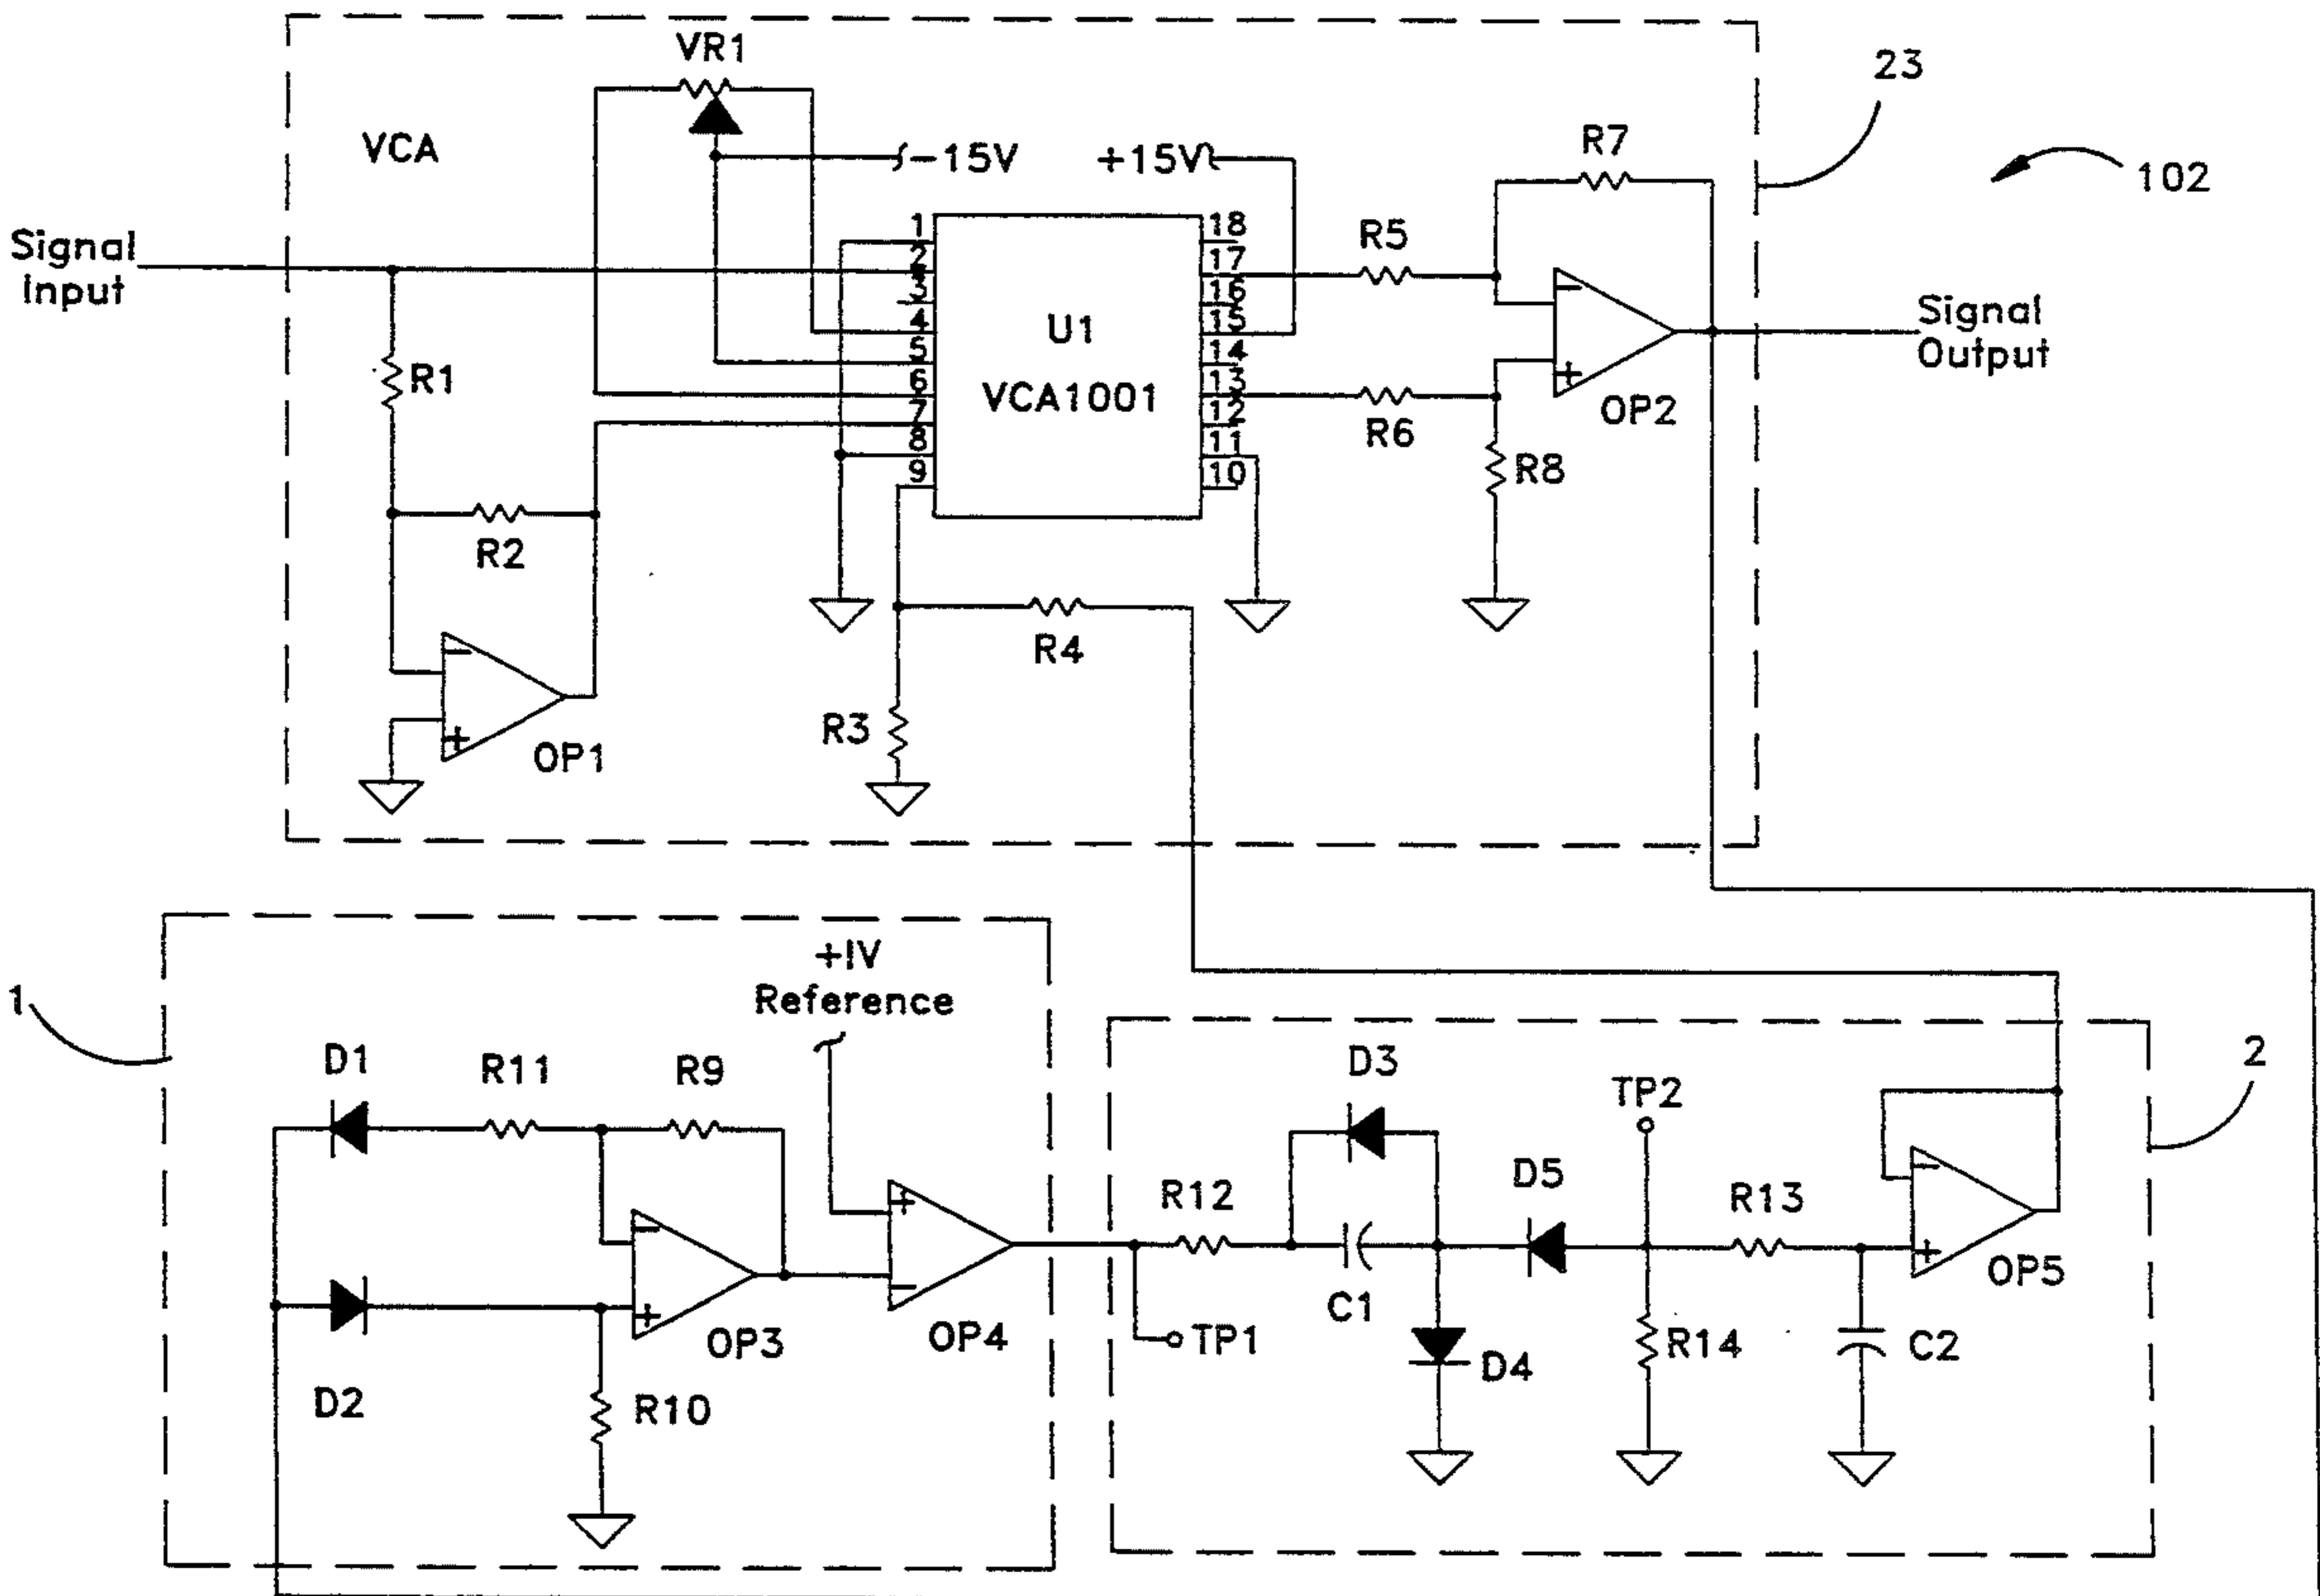 VR1
23
VCA
-15V
+15V
R7
102
Signal
Input
1
2
3
4
5
6
7
8
9
U1
VCA1001
18
17
16
15
14
13
12
11
10
R5
R6
R8
-
+
OP2
Signal
Output
R1
R2
-
+
OP1
R3
R4
1
+IV
Reference
D1
R11
R9
D2
-
+
OP3
R10
+
-
OP4
2
D3
TP2
R12
D5
R13
C1
TP1
D4
R14
C2
-
+
OP5